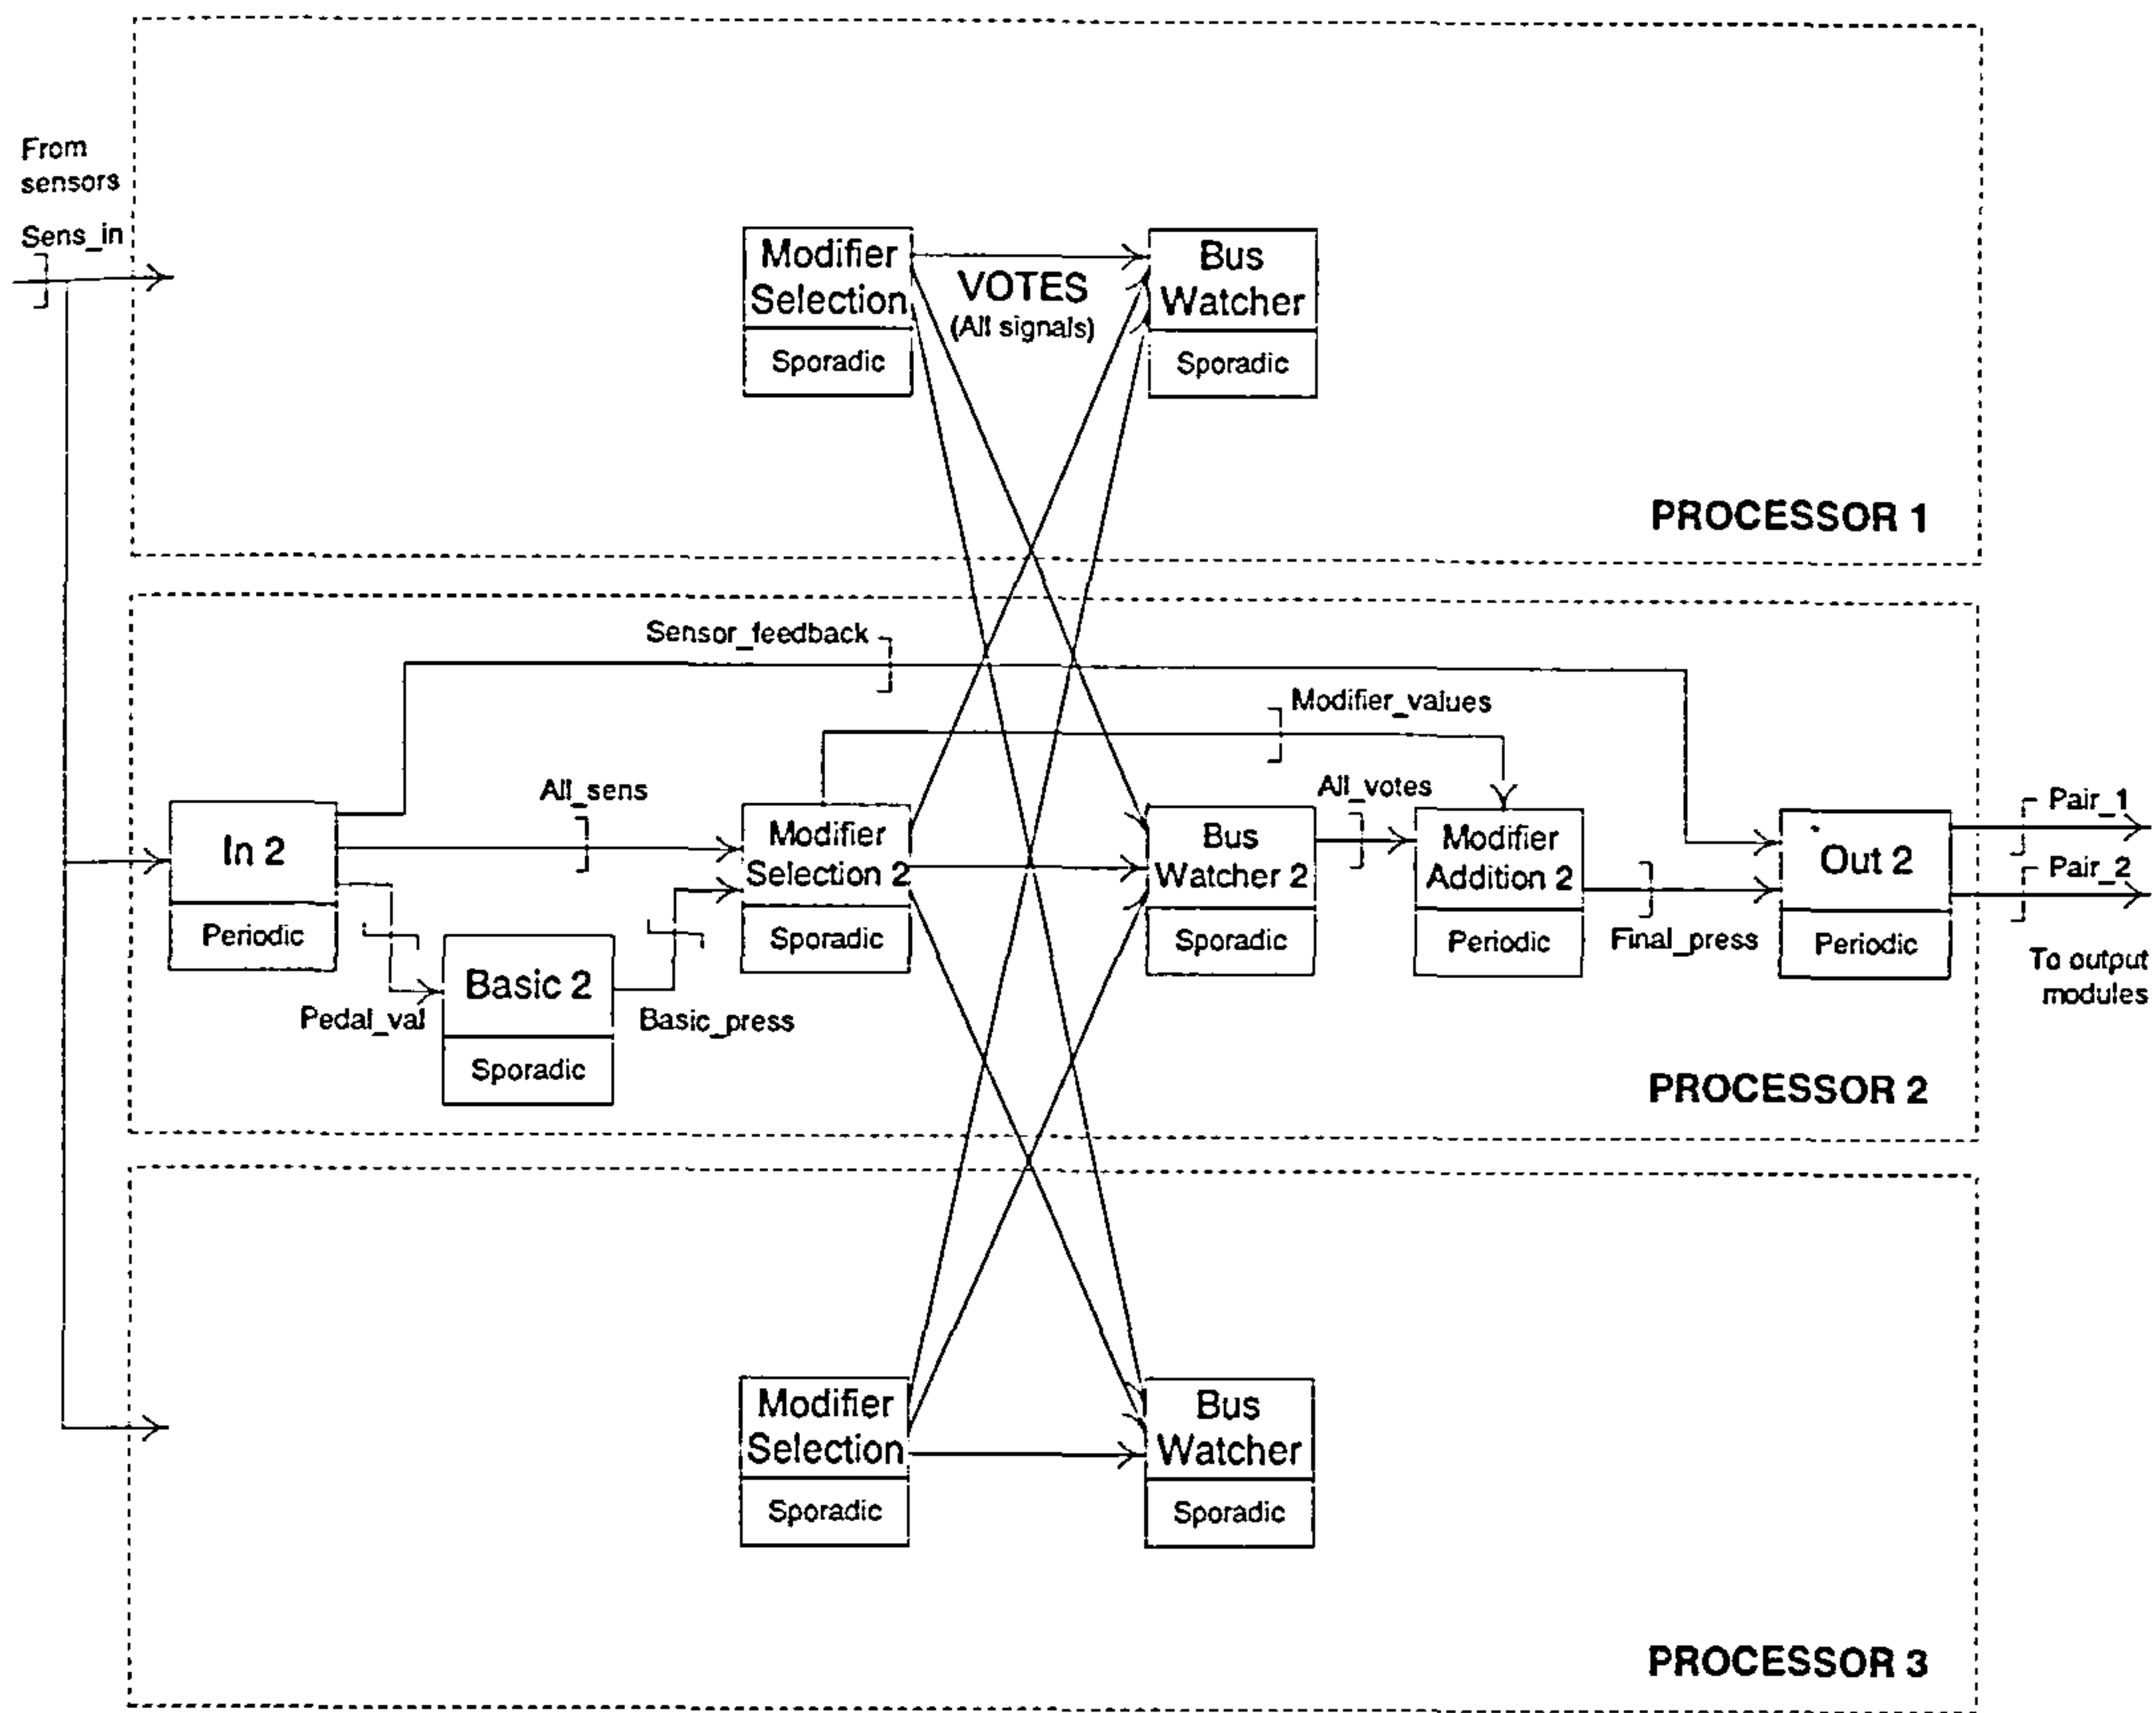 From
sensors
Sens_in
Modifier
Selection
Sporadic
VOTES
(All signals)
Bus
Watcher
Sporadic
PROCESSOR 1
Sensor_feedback
Modifier_values
In 2
Periodic
All_sens
Pedal_val
Basic 2
Sporadic
Basic_press
Modifier
Selection 2
Sporadic
Bus
Watcher 2
Sporadic
All_votes
Modifier
Addition 2
Periodic
Final_press
Out 2
Periodic
Pair_1
Pair_2
To output
modules
PROCESSOR 2
Modifier
Selection
Sporadic
Bus
Watcher
Sporadic
PROCESSOR 3